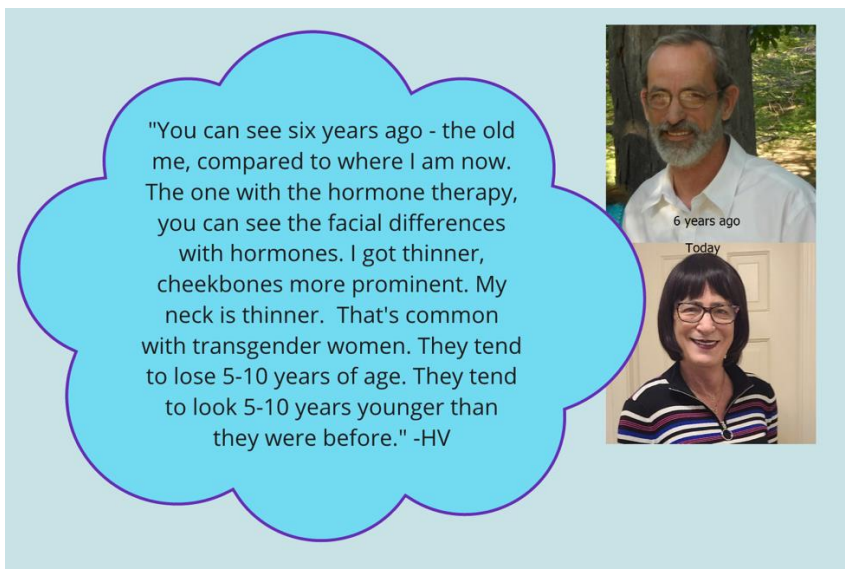 "You can see six years ago - the old
me, compared to where I am now.
The one with the hormone therapy,
you can see the facial differences
with hormones. I got thinner,
cheekbones more prominent. My
neck is thinner.  That's common
with transgender women. They tend
to lose 5-10 years of age. They tend
to look 5-10 years younger than
they were before." -HV
6 years ago
Today